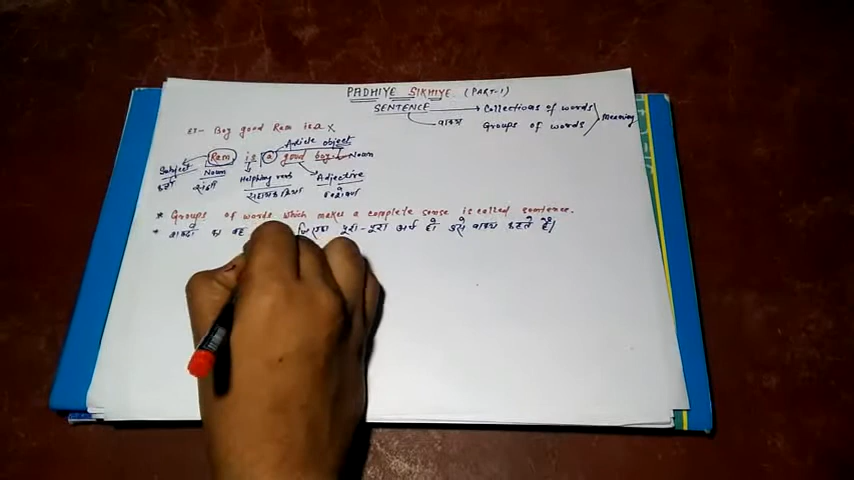 PADHIYE SIKHIYE (PART-1)
SENTENCE → Collections of words
वाक्य Groups of words Meaning
Ex- Boy good Ram is a x
Article object
Ram is a good boy Noun
Subject Noun Helphing verb Adjective
कर्ता संज्ञा सहायक क्रिया विशेषण
* Groups of words which makes a complete sense is called sentence.
* पूरा-पूरा अर्थ हो उसे वाक्य कहते हैं।